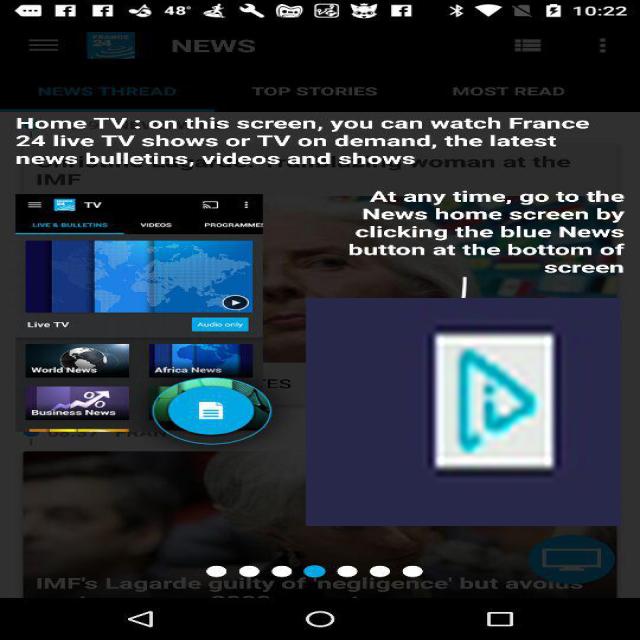 48° 10:22
FRANCE 24 NEWS
NEWS THREAD TOP STORIES MOST READ
Home TV : on this screen, you can watch France
24 live TV shows or TV on demand, the latest
news bulletins, videos and shows
woman at the
IMF
At any time, go to the
News home screen by
clicking the blue News
button at the bottom of
screen
TV
LIVE & BULLETINS VIDEOS PROGRAMMES
Live TV Audio only
World News Africa News
Business News
IMF's Lagarde guilty of 'negligence' but avoids